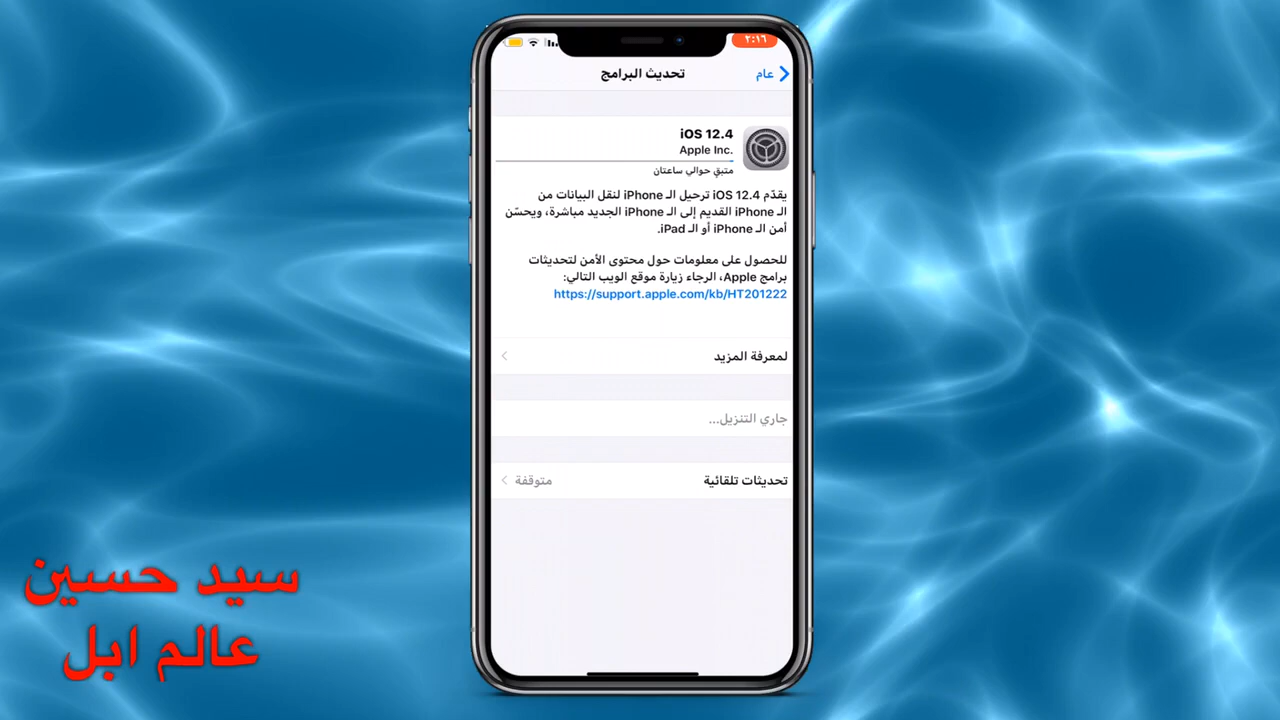 ٢:١٦
عام
تحديث البرامج
iOS 12.4
Apple Inc.
متبقٍ حوالي ساعتان
يقدّم iOS 12.4 ترحيل الـ iPhone لنقل البيانات من
الـ iPhone القديم إلى الـ iPhone الجديد مباشرة، ويحسّن
أمن الـ iPhone أو الـ iPad.
للحصول على معلومات حول محتوى الأمن لتحديثات
برامج Apple، الرجاء زيارة موقع الويب التالي:
https://support.apple.com/kb/HT201222
لمعرفة المزيد
جاري التنزيل...
تحديثات تلقائية
متوقفة
سيد حسين
عالم ابل